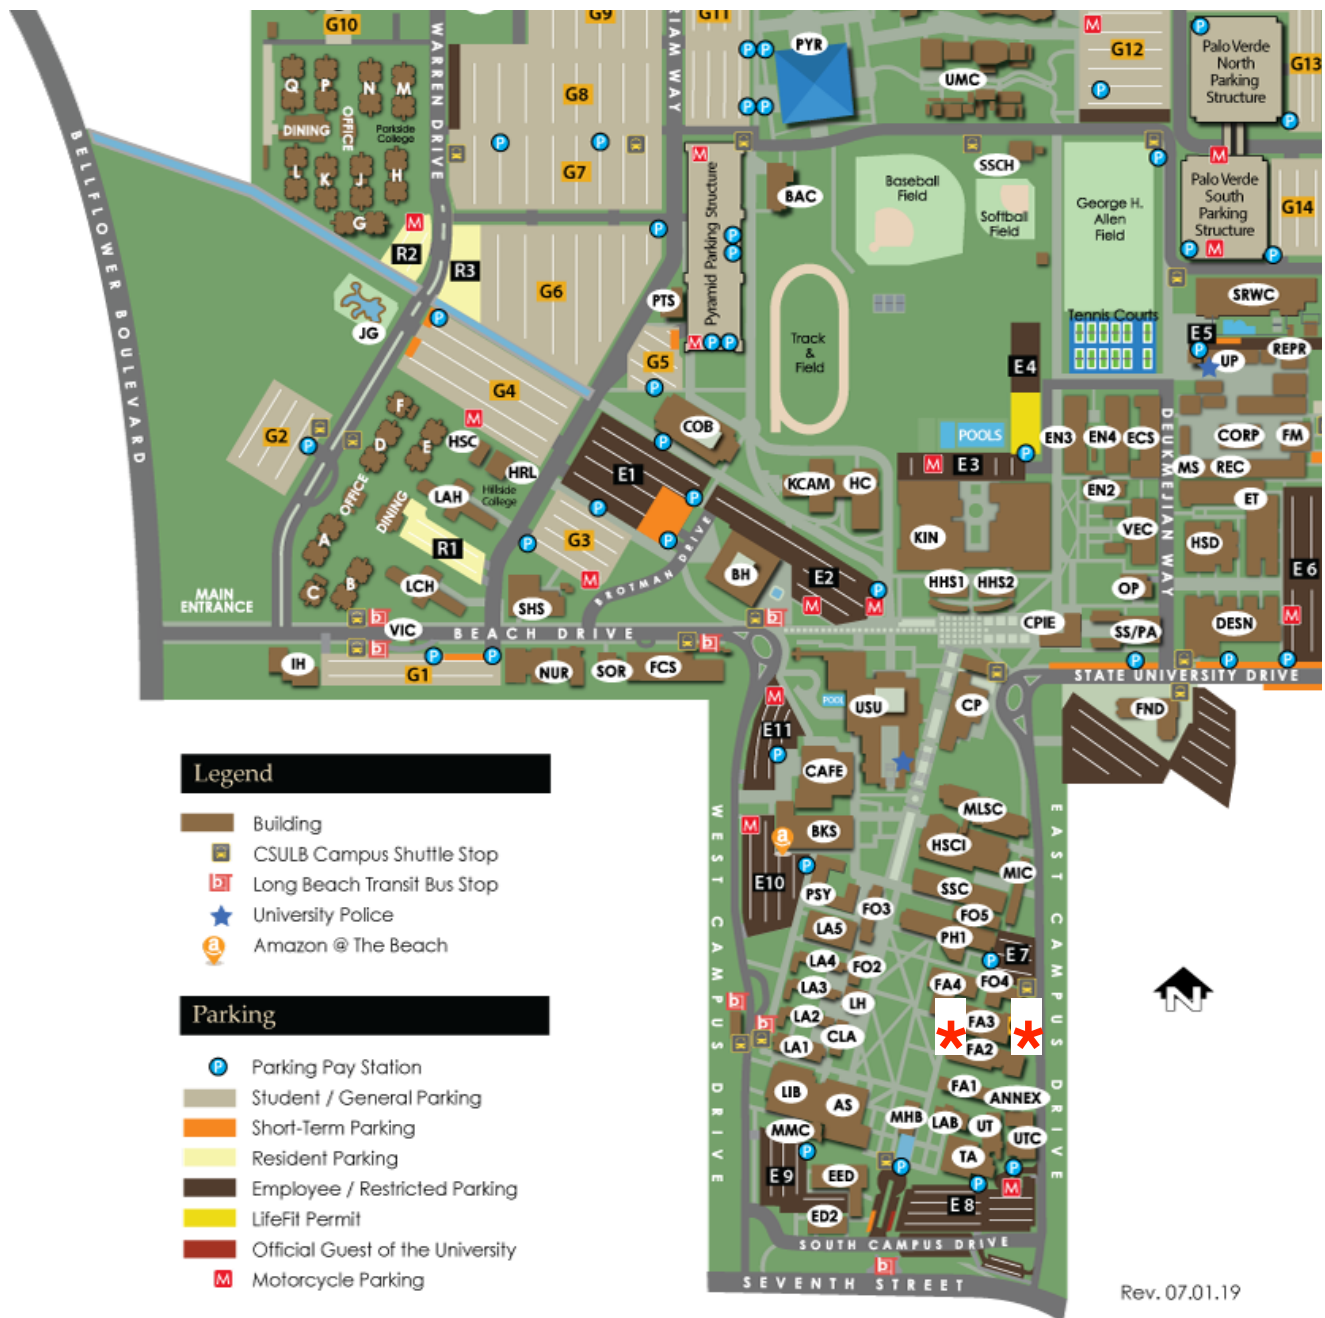 G10
G9
G11
G12
G13
PYR
UMC
Palo Verde
North
Parking
Structure
WARREN DRIVE
RIAM WAY
Q
P
N
M
DINING
OFFICE
Parkside
College
L
K
J
H
G
G8
G7
SSCH
BAC
Baseball
Field
Softball
Field
George H.
Allen
Field
Palo Verde
South
Parking
Structure
G14
Pyramid Parking Structure
BELLFLOWER BOULEVARD
R2
R3
G6
PTS
JG
SRWC
Tennis Courts
E 5
UP
REPR
Track
&
Field
G5
G4
E 4
F
D
E
HSC
HRL
G2
COB
POOLS
EN3
EN4
ECS
DEUKMEJIAN WAY
CORP
FM
MS
REC
E 3
E1
KCAM
HC
OFFICE
DINING
LAH
Hillside
College
EN2
ET
A
R1
G3
KIN
VEC
HSD
BROTMAN DRIVE
BH
E2
E 6
C
B
LCH
HHS1
HHS2
OP
MAIN
ENTRANCE
SHS
VIC
BEACH DRIVE
CPIE
SS/PA
DESN
IH
G1
NUR
SOR
FCS
STATE UNIVERSITY DRIVE
POOL
USU
CP
FND
E11
CAFE
Legend
Building
CSULB Campus Shuttle Stop
Long Beach Transit Bus Stop
University Police
Amazon @ The Beach
WEST CAMPUS DRIVE
EAST CAMPUS DRIVE
MLSC
BKS
HSCI
MIC
E10
PSY
SSC
FO3
FO5
LA5
PH1
E 7
LA4
FO2
FA4
FO4
LA3
LH
LA2
FA3
CLA
LA1
FA2
N
Parking
Parking Pay Station
Student / General Parking
Short-Term Parking
Resident Parking
Employee / Restricted Parking
LifeFit Permit
Official Guest of the University
Motorcycle Parking
LIB
AS
FA1
ANNEX
MHB
LAB
UT
UTC
MMC
TA
E 9
EED
E 8
ED2
SOUTH CAMPUS DRIVE
SEVENTH STREET
Rev. 07.01.19